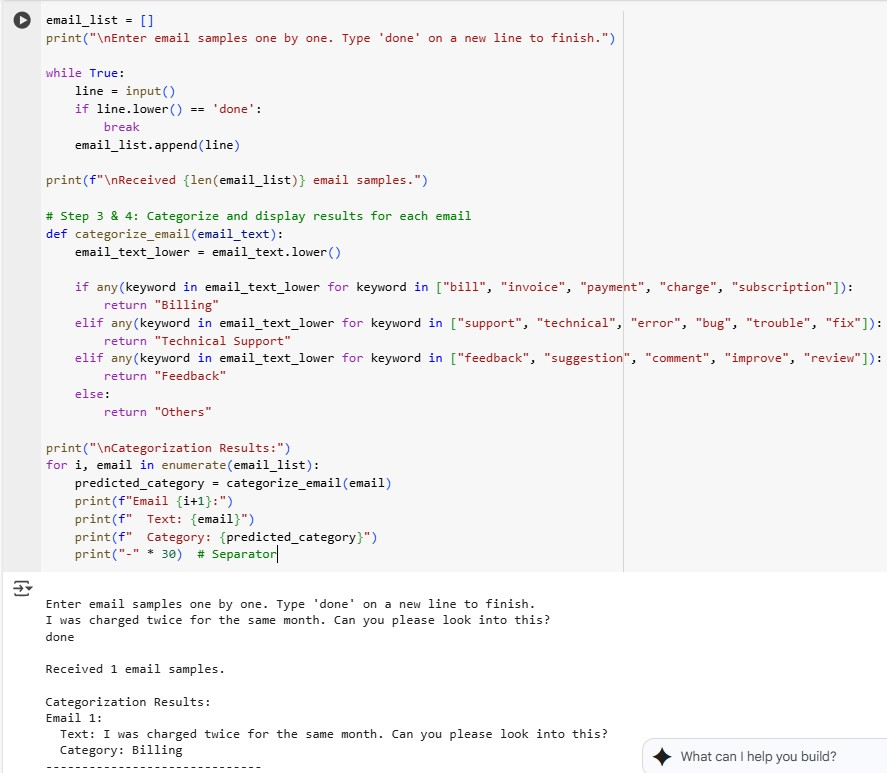 email_list = []
print("\nEnter email samples one by one. Type 'done' on a new line to finish.")

while True:
    line = input()
    if line.lower() == 'done':
        break
    email_list.append(line)

print(f"\nReceived {len(email_list)} email samples.")

# Step 3 & 4: Categorize and display results for each email
def categorize_email(email_text):
    email_text_lower = email_text.lower()

    if any(keyword in email_text_lower for keyword in ["bill", "invoice", "payment", "charge", "subscription"]):
        return "Billing"
    elif any(keyword in email_text_lower for keyword in ["support", "technical", "error", "bug", "trouble", "fix"]):
        return "Technical Support"
    elif any(keyword in email_text_lower for keyword in ["feedback", "suggestion", "comment", "improve", "review"]):
        return "Feedback"
    else:
        return "Others"

print("\nCategorization Results:")
for i, email in enumerate(email_list):
    predicted_category = categorize_email(email)
    print(f"Email {i+1}:")
    print(f"  Text: {email}")
    print(f"  Category: {predicted_category}")
    print("-" * 30)  # Separator

Enter email samples one by one. Type 'done' on a new line to finish.
I was charged twice for the same month. Can you please look into this?
done

Received 1 email samples.

Categorization Results:
Email 1:
  Text: I was charged twice for the same month. Can you please look into this?
  Category: Billing
------------------------------
What can I help you build?